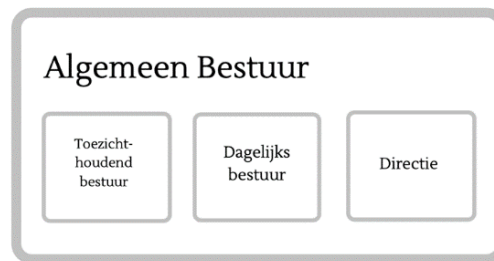 Algemeen Bestuur
Toezicht-
houdend
bestuur
Dagelijks
bestuur
Directie